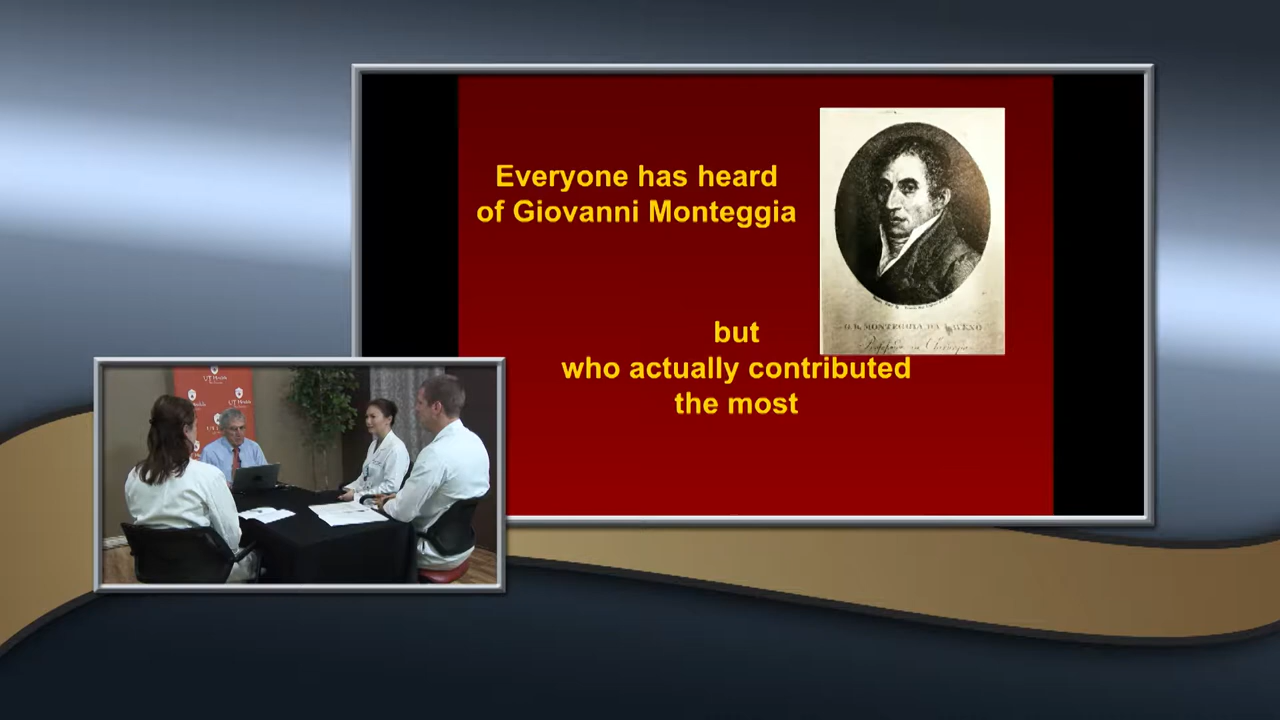 Everyone has heard
of Giovanni Monteggia
but
who actually contributed
the most